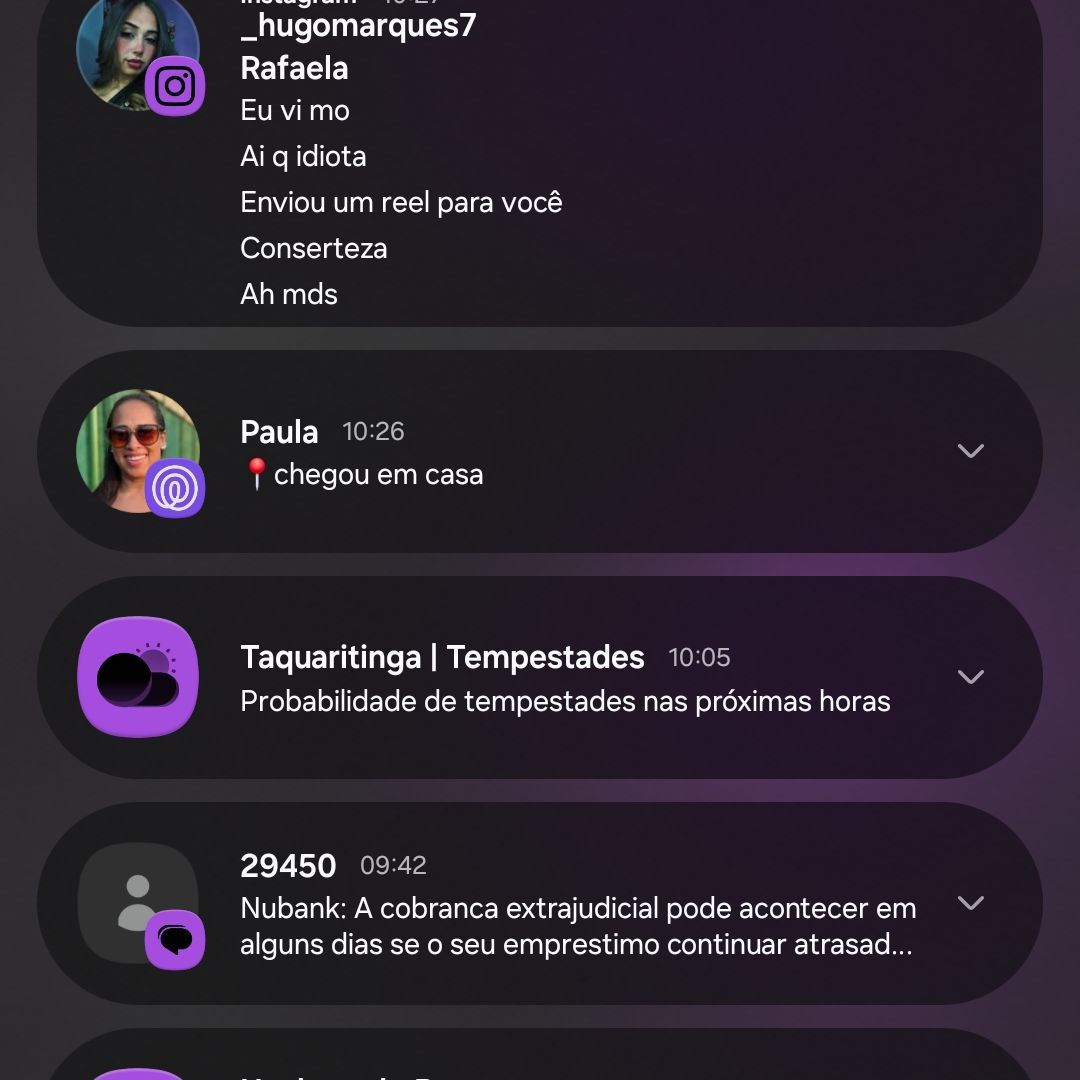 _hugomarques7
Rafaela
Eu vi mo
Ai q idiota
Enviou um reel para você
Conserteza
Ah mds
Paula 10:26
📍chegou em casa
Taquaritinga | Tempestades 10:05
Probabilidade de tempestades nas próximas horas
29450 09:42
Nubank: A cobranca extrajudicial pode acontecer em
alguns dias se o seu emprestimo continuar atrasad...